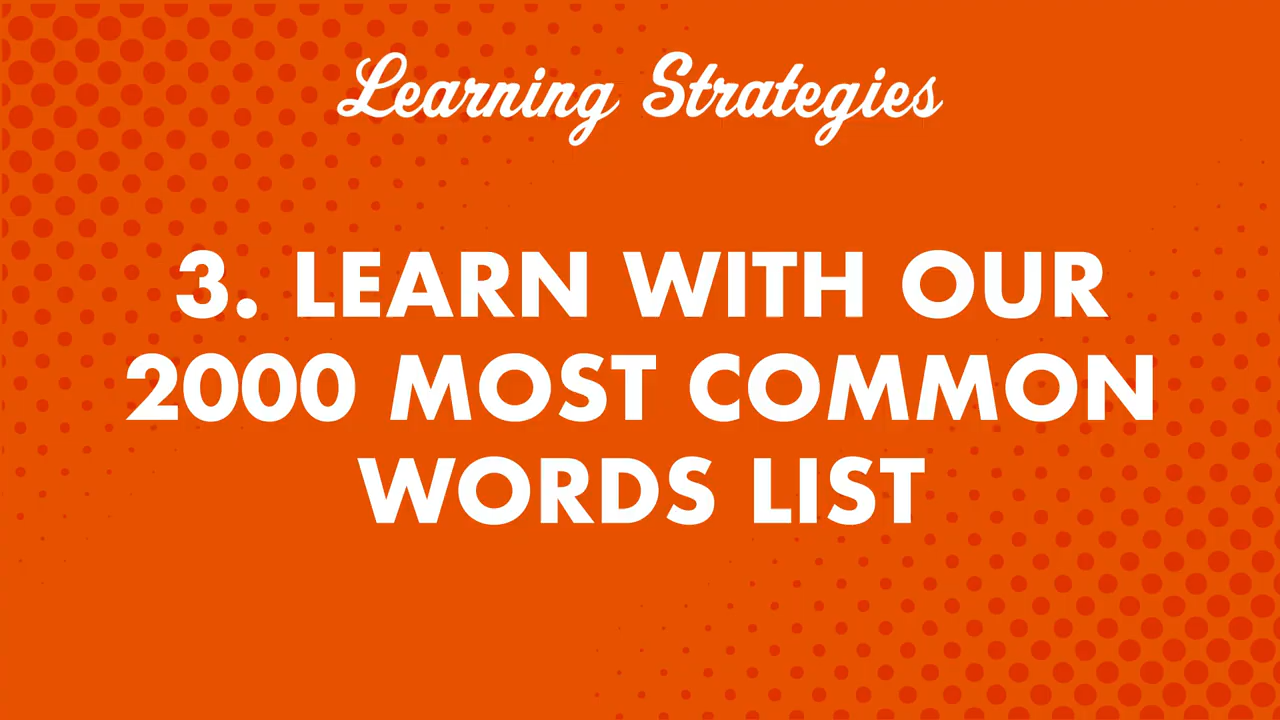 Learning Strategies
3. LEARN WITH OUR
2000 MOST COMMON
WORDS LIST